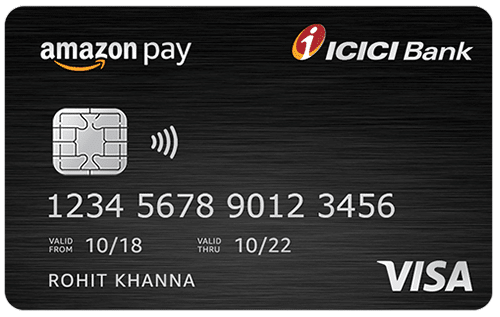 amazon pay
ICICI Bank
1234 5678 9012 3456
VALID FROM 10/18 VALID THRU 10/22
ROHIT KHANNA
VISA